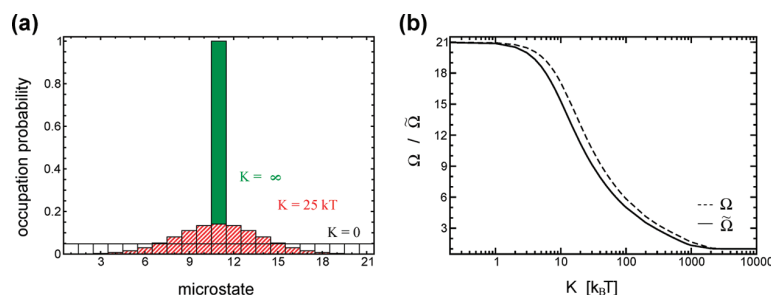 (a)
occupation probability
1
0.8
0.6
0.4
0.2
0
K = ∞
K = 25 kT
K = 0
3 6 9 12 15 18 21
microstate
(b)
Ω / Ω̃
21
18
15
12
9
6
3
Ω
Ω̃
1 10 100 1000 10000
K [k_BT]